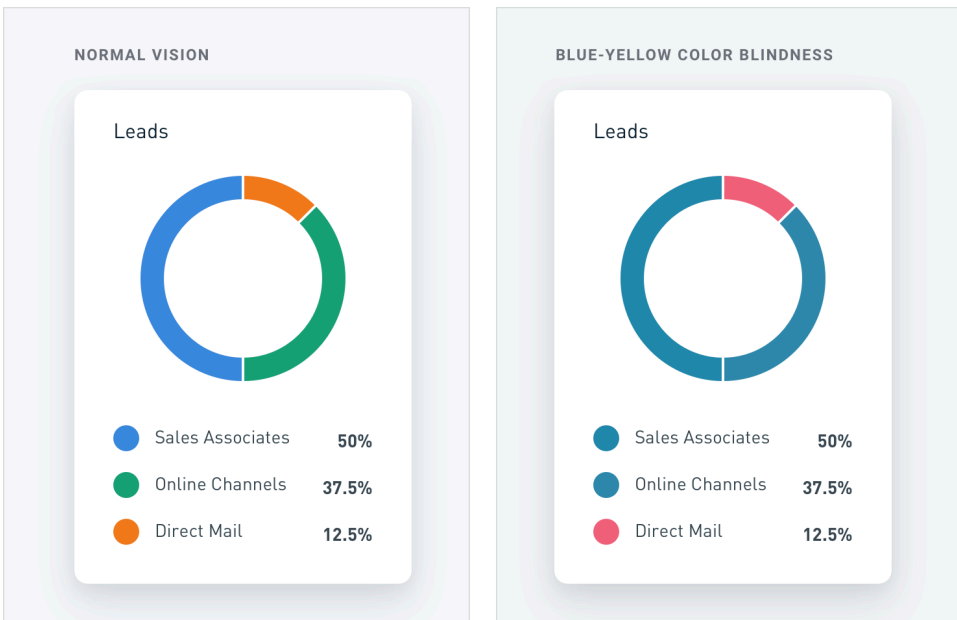 NORMAL VISION
Leads
Sales Associates 50%
Online Channels 37.5%
Direct Mail 12.5%
BLUE-YELLOW COLOR BLINDNESS
Leads
Sales Associates 50%
Online Channels 37.5%
Direct Mail 12.5%